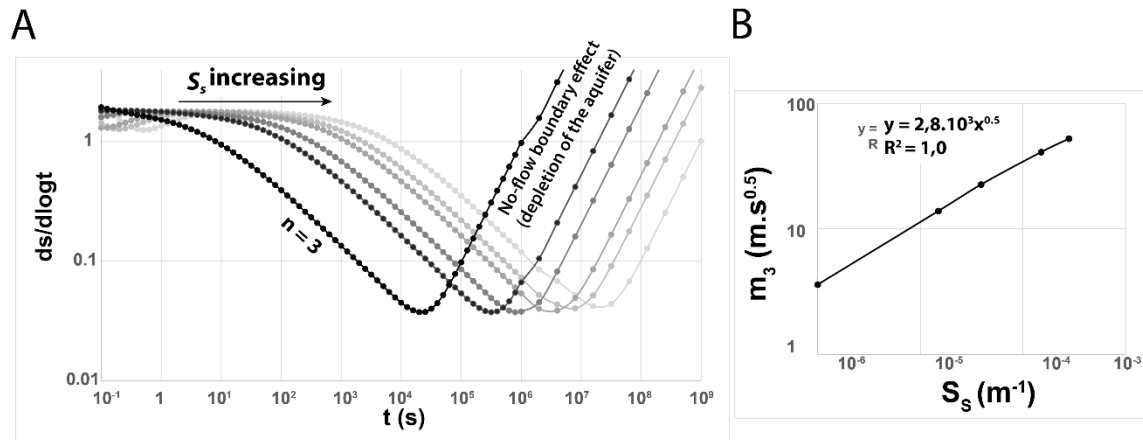 A
B
S_s increasing
No-flow boundary effect
(depletion of the aquifer)
n = 3
ds/dlogt
1
0.1
0.01
10⁻¹
1
10¹
10²
10³
10⁴
10⁵
10⁶
10⁷
10⁸
10⁹
t (s)
y = y = 2,8.10³x⁰·⁵
R R² = 1,0
m₃ (m.s⁰·⁵)
100
10
1
10⁻⁶
10⁻⁵
10⁻⁴
10⁻³
S_S (m⁻¹)